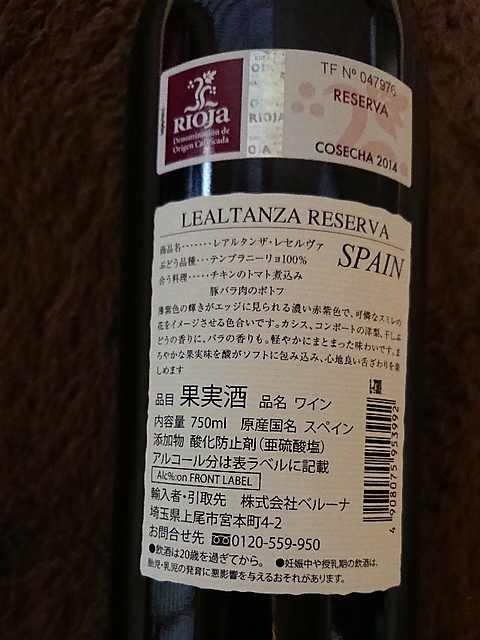 TF Nº 047976
RESERVA
RIOJA
Denominación de
Origen Calificada
COSECHA 2014
LEALTANZA RESERVA
SPAIN
商品名・・・・・・・レアルタンザ・レセルヴァ
ぶどう品種・・・テンプラニーリョ100%
合う料理・・・・・チキンのトマト煮込み
豚バラ肉のポトフ
薄紫色の輝きがエッジに見られる濃い赤紫色で、可憐なスミレの
花をイメージさせる色合いです。カシス、コンポートの洋梨、干しぶ
どうの香りに、バラの香りも。軽やかにまとまった味わいです。ま
ろやかな果実味を酸がソフトに包み込み、心地良い舌ざわりを楽
しめます
品目 果実酒 品名 ワイン
内容量 750ml 原産国名 スペイン
添加物 酸化防止剤(亜硫酸塩)
アルコール分は表ラベルに記載
Alc%:on FRONT LABEL
輸入者・引取先 株式会社ベルーナ
埼玉県上尾市宮本町4-2
お問合せ先 0120-559-950
●飲酒は20歳を過ぎてから。 ●妊娠中や授乳期の飲酒は、
胎児・乳児の発育に悪影響を与えるおそれがあります。
4908075953992